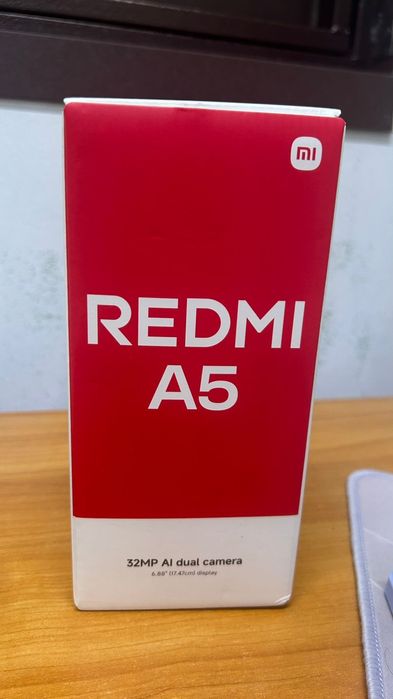 mi
REDMI
A5
32MP AI dual camera
6.88" (17.47cm) display